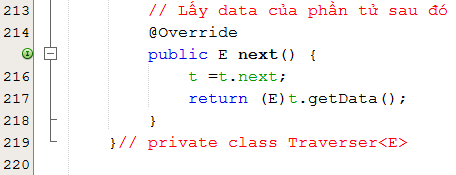 213 // Lấy data của phần tử sau đó
214 @Override
public E next() {
216 t =t.next;
217 return (E)t.getData();
218 }
219 }// private class Traverser<E>
220